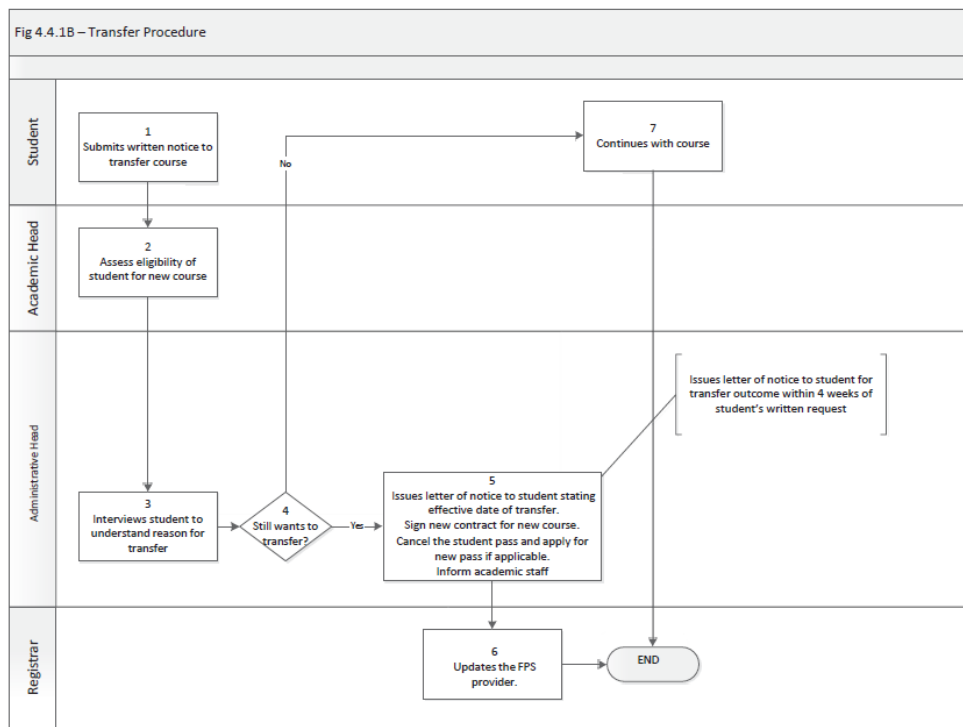 Fig 4.4.1B – Transfer Procedure
Student
1
Submits written notice to
transfer course
No
7
Continues with course
Academic Head
2
Assess eligibility of
student for new course
Administrative Head
Issues letter of notice to student for
transfer outcome within 4 weeks of
student's written request
3
Interviews student to
understand reason for
transfer
4
Still wants to
transfer?
Yes
5
Issues letter of notice to student stating
effective date of transfer.
Sign new contract for new course.
Cancel the student pass and apply for
new pass if applicable.
Inform academic staff
Registrar
6
Updates the FPS
provider.
END